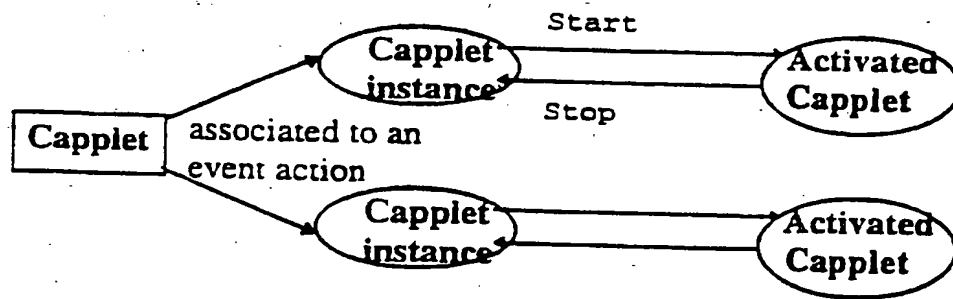 Start
Capplet
instance
Activated
Capplet
Stop
Capplet
associated to an
event action
Capplet
instance
Activated
Capplet